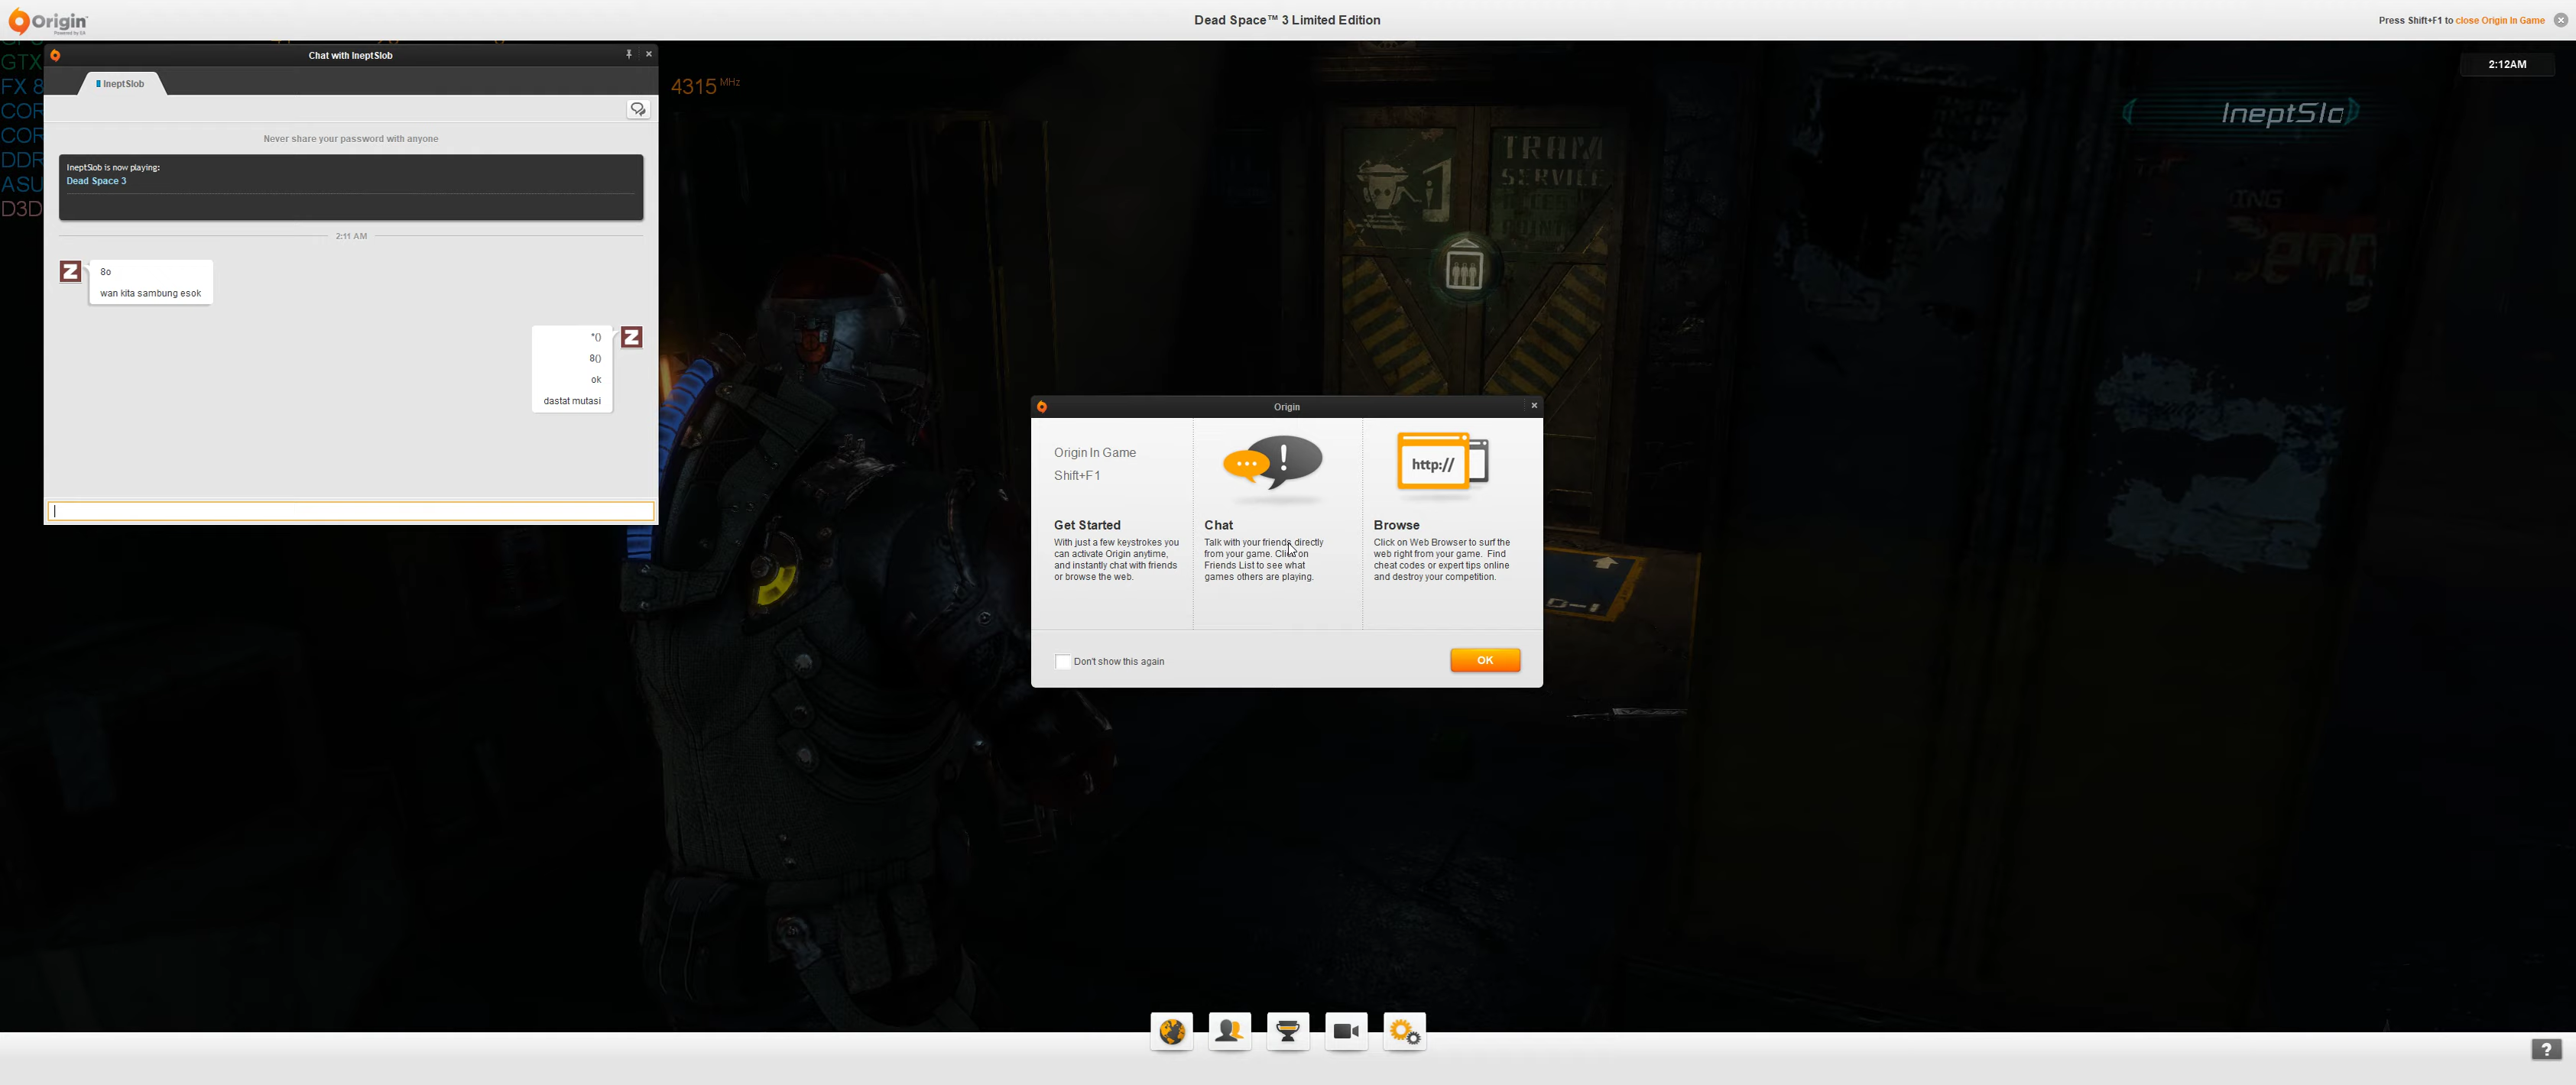 Origin
Powered by EA
Dead Space™ 3 Limited Edition
Press Shift+F1 to close Origin In Game
2:12AM
GTX
FX 8
COR
COR
DDR
ASU
D3D
4315 MHz
Chat with IneptSlob
IneptSlob
Never share your password with anyone
IneptSlob is now playing:
Dead Space 3
2:11 AM
Z
8o
wan kita sambung esok
Z
*()
8()
ok
dastat mutasi
TRAM
SERVICE
ACCESS
POINT
IneptSlo
Origin
Origin In Game
Shift+F1
Get Started
With just a few keystrokes you
can activate Origin anytime,
and instantly chat with friends
or browse the web.
!
Chat
Talk with your friends directly
from your game. Click on
Friends List to see what
games others are playing.
http://
Browse
Click on Web Browser to surf the
web right from your game. Find
cheat codes or expert tips online
and destroy your competition.
D-1
Don't show this again
OK
?